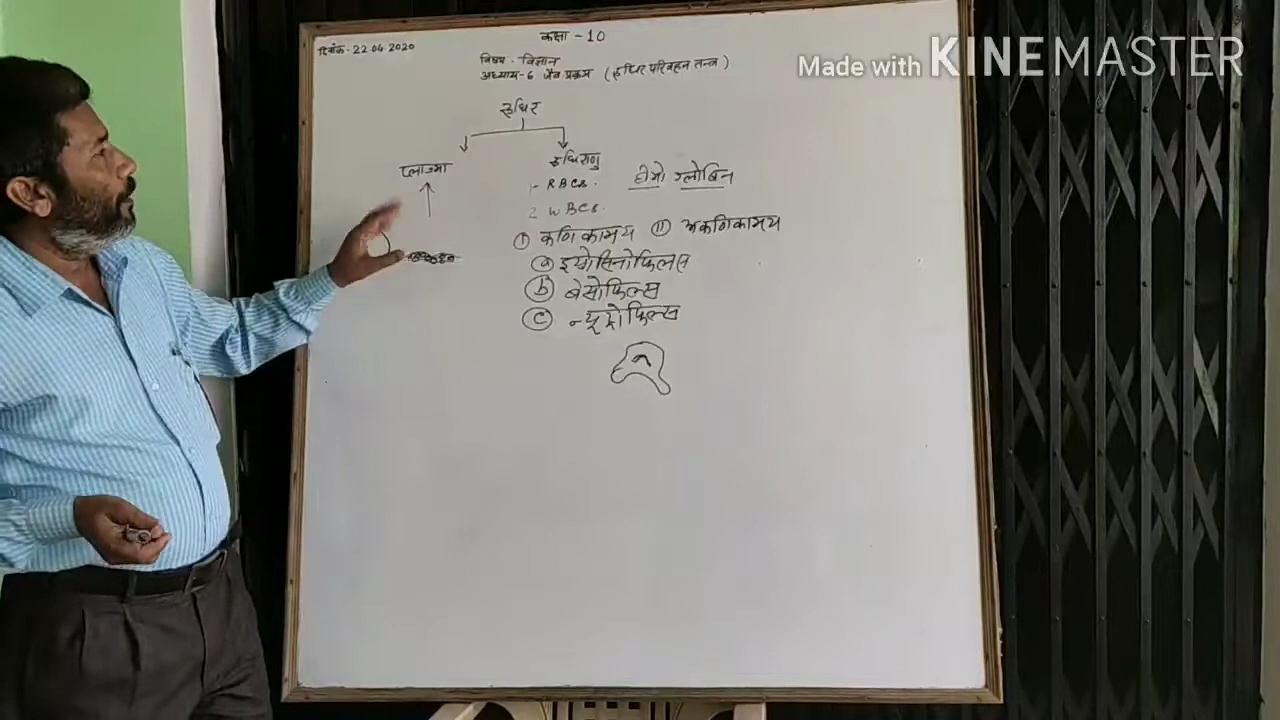 दिनांक-22.04.2020
कक्षा - 10
Made with KINEMASTER
विषय - विज्ञान
अध्याय-6 जैव प्रक्रम (रुधिर परिवहन तन्त्र)
रुधिर
प्लाज्मा
रुधिराणु
1- RBCs.
हीमो ग्लोबिन
2 WBCs.
① कणिकामय ⑪ अकणिकामय
ⓐ इयोसिनोफिल्स
ⓑ बेसोफिल्स
ⓒ न्यूट्रोफिल्स